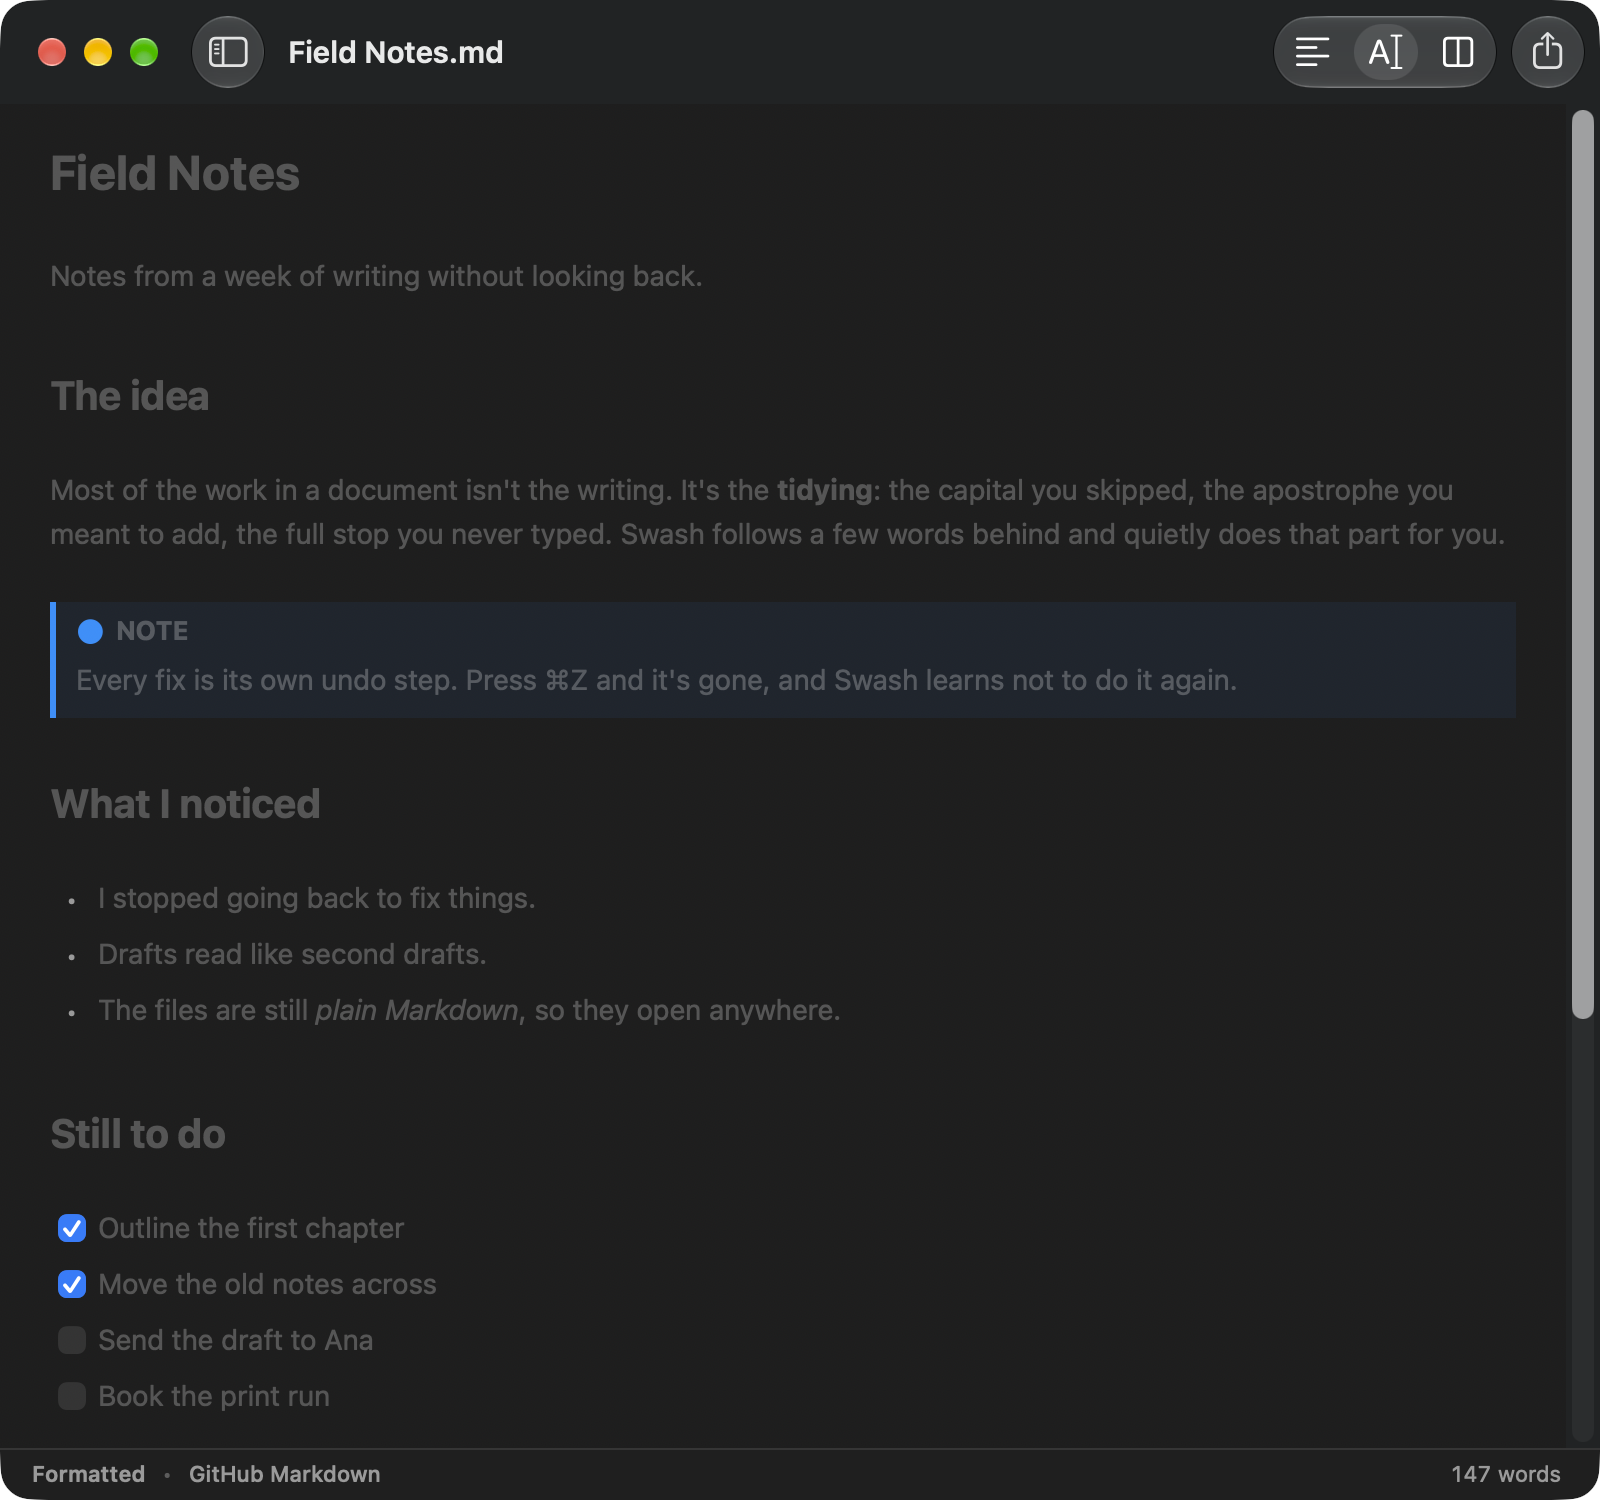 Field Notes.md
Field Notes
Notes from a week of writing without looking back.
The idea
Most of the work in a document isn't the writing. It's the tidying: the capital you skipped, the apostrophe you
meant to add, the full stop you never typed. Swash follows a few words behind and quietly does that part for you.
NOTE
Every fix is its own undo step. Press ⌘Z and it's gone, and Swash learns not to do it again.
What I noticed
• I stopped going back to fix things.
• Drafts read like second drafts.
• The files are still plain Markdown, so they open anywhere.
Still to do
Outline the first chapter
Move the old notes across
Send the draft to Ana
Book the print run
Formatted • GitHub Markdown
147 words